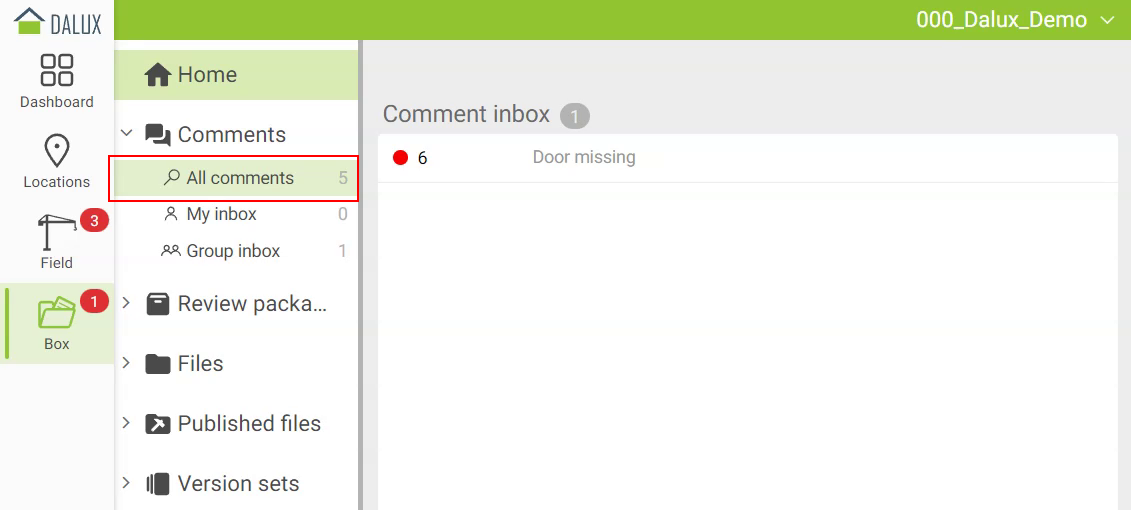 DALUX
000_Dalux_Demo
Dashboard
Locations
3
Field
1
Box
Home
Comments
All comments 5
My inbox 0
Group inbox 1
Review packa...
Files
Published files
Version sets
Comment inbox 1
6 Door missing